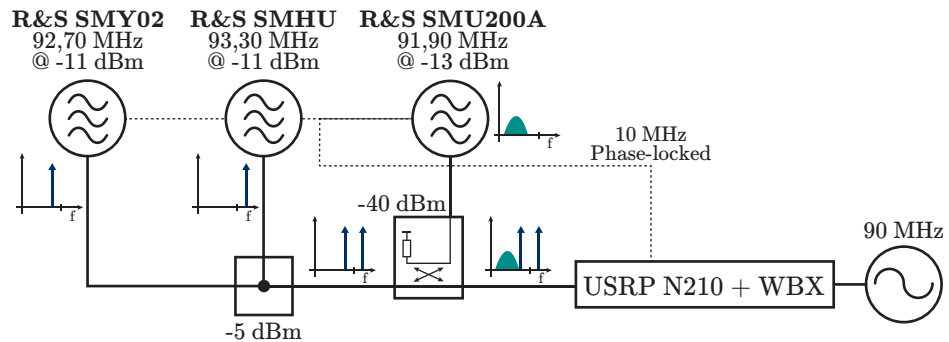 R&S SMY02
92,70 MHz
@ -11 dBm
R&S SMHU
93,30 MHz
@ -11 dBm
R&S SMU200A
91,90 MHz
@ -13 dBm
f
10 MHz
Phase-locked
f
f
-40 dBm
f
f
90 MHz
USRP N210 + WBX
-5 dBm